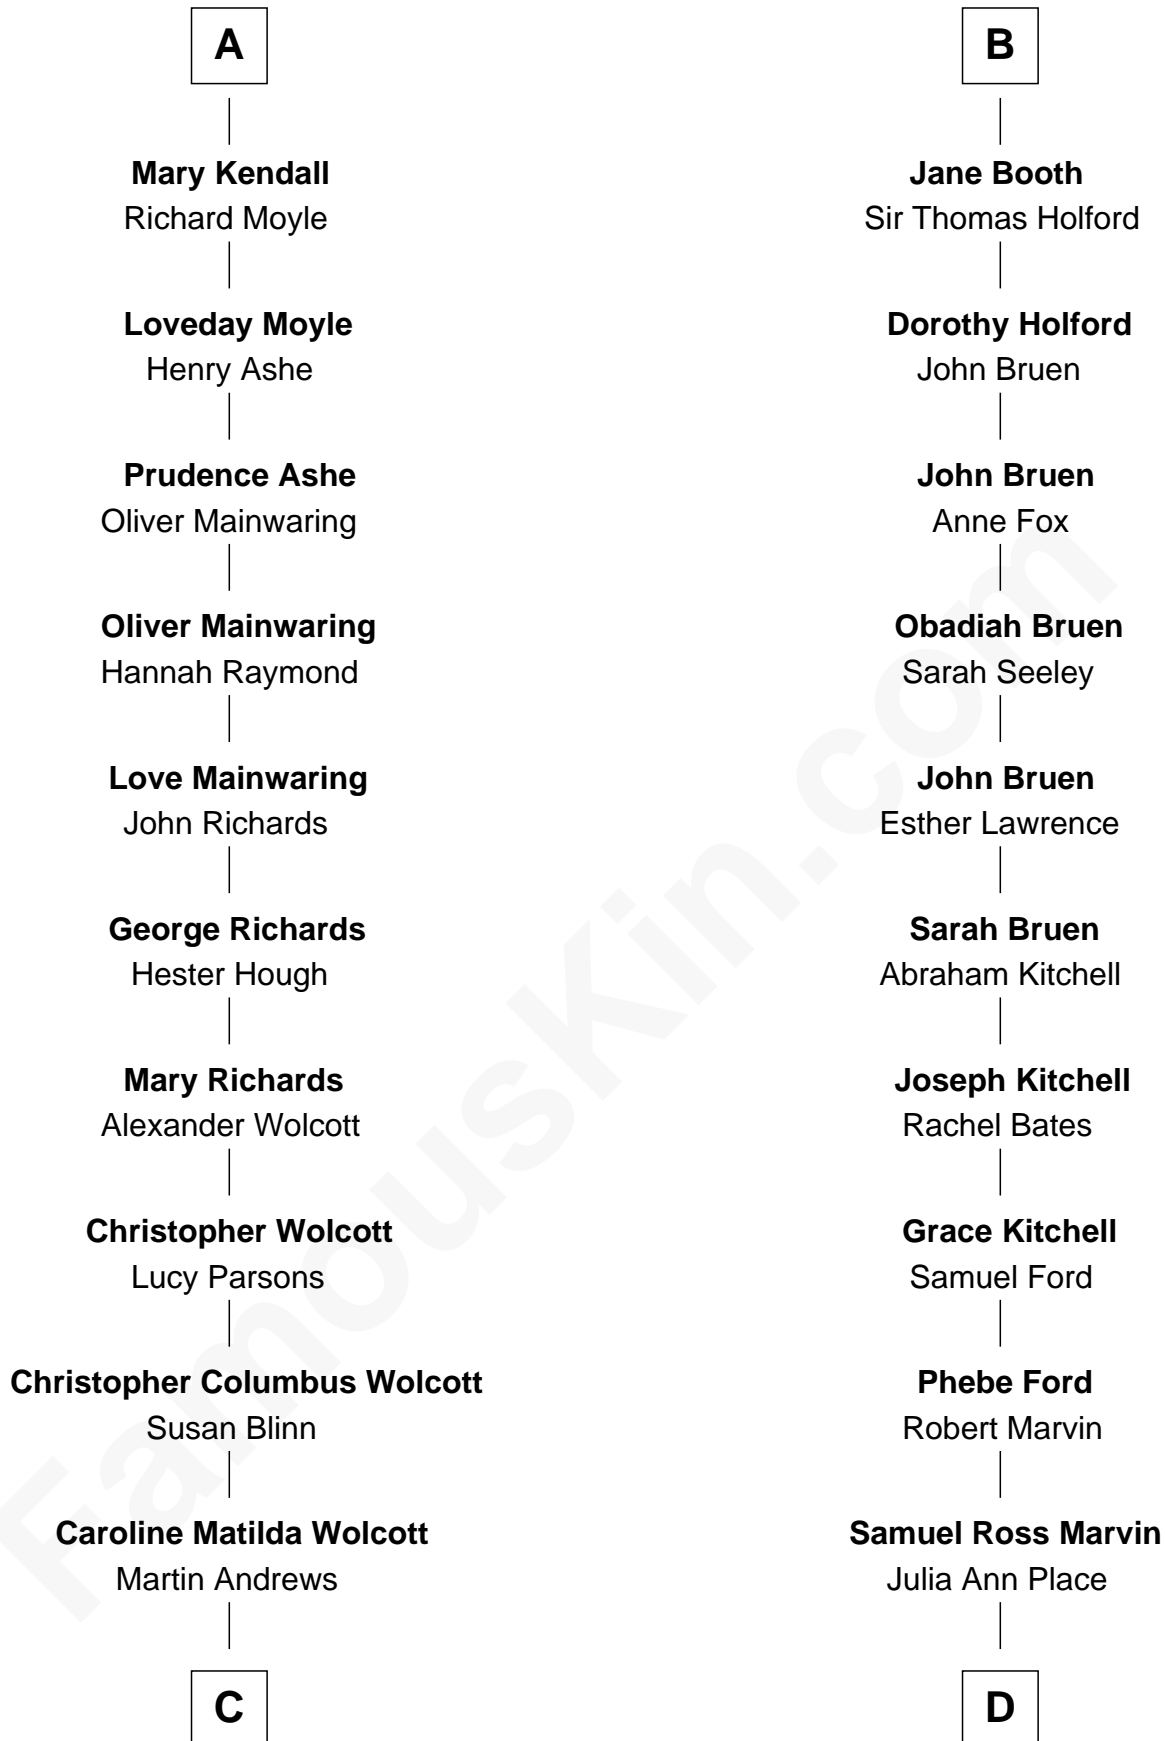 A
Mary Kendall
Richard Moyle
Loveday Moyle
Henry Ashe
Prudence Ashe
Oliver Mainwaring
Oliver Mainwaring
Hannah Raymond
Love Mainwaring
John Richards
George Richards
Hester Hough
Mary Richards
Alexander Wolcott
Christopher Wolcott
Lucy Parsons
Christopher Columbus Wolcott
Susan Blinn
Caroline Matilda Wolcott
Martin Andrews
C
B
Jane Booth
Sir Thomas Holford
Dorothy Holford
John Bruen
John Bruen
Anne Fox
Obadiah Bruen
Sarah Seeley
John Bruen
Esther Lawrence
Sarah Bruen
Abraham Kitchell
Joseph Kitchell
Rachel Bates
Grace Kitchell
Samuel Ford
Phebe Ford
Robert Marvin
Samuel Ross Marvin
Julia Ann Place
D
FamousKin.com